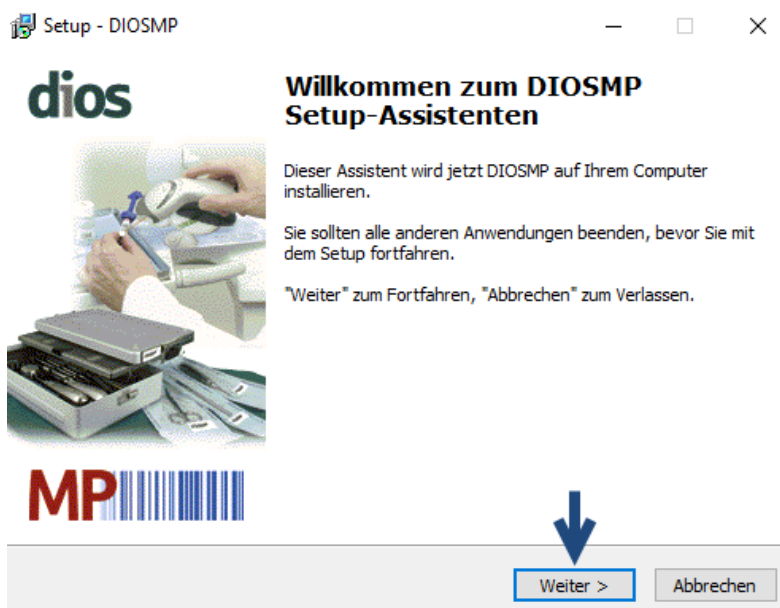 Setup - DIOSMP
dios
Willkommen zum DIOSMP
Setup-Assistenten
Dieser Assistent wird jetzt DIOSMP auf Ihrem Computer
installieren.
Sie sollten alle anderen Anwendungen beenden, bevor Sie mit
dem Setup fortfahren.
"Weiter" zum Fortfahren, "Abbrechen" zum Verlassen.
MP
Weiter >
Abbrechen